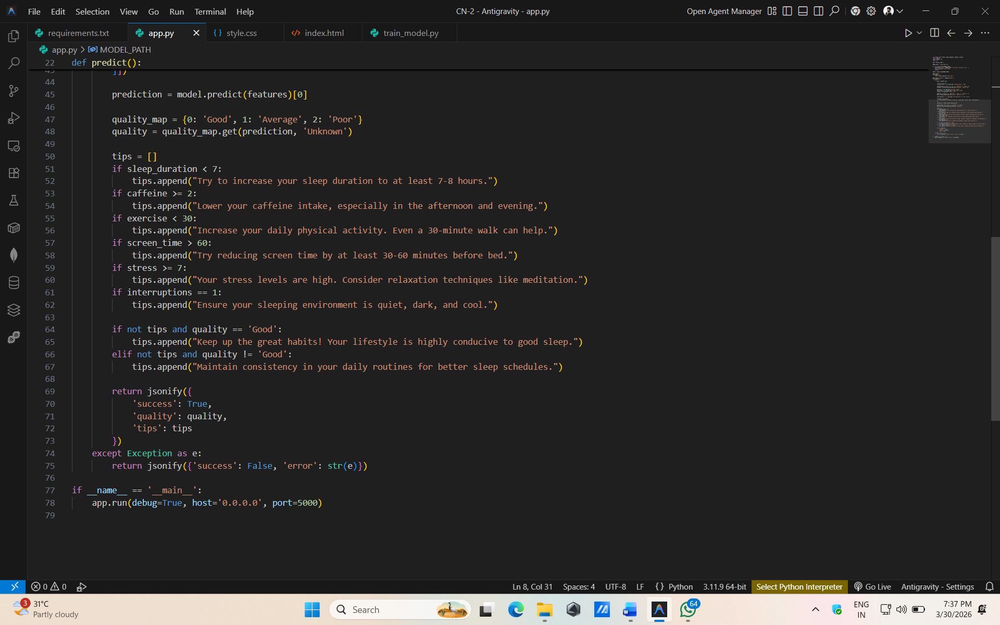 File Edit Selection View Go Run Terminal Help
CN-2 - Antigravity - app.py
Open Agent Manager
requirements.txt
app.py
style.css
index.html
train_model.py
app.py > MODEL_PATH
22 def predict():
43 ]])
44
45 prediction = model.predict(features)[0]
46
47 quality_map = {0: 'Good', 1: 'Average', 2: 'Poor'}
48 quality = quality_map.get(prediction, 'Unknown')
49
50 tips = []
51 if sleep_duration < 7:
52 tips.append("Try to increase your sleep duration to at least 7-8 hours.")
53 if caffeine >= 2:
54 tips.append("Lower your caffeine intake, especially in the afternoon and evening.")
55 if exercise < 30:
56 tips.append("Increase your daily physical activity. Even a 30-minute walk can help.")
57 if screen_time > 60:
58 tips.append("Try reducing screen time by at least 30-60 minutes before bed.")
59 if stress >= 7:
60 tips.append("Your stress levels are high. Consider relaxation techniques like meditation.")
61 if interruptions == 1:
62 tips.append("Ensure your sleeping environment is quiet, dark, and cool.")
63
64 if not tips and quality == 'Good':
65 tips.append("Keep up the great habits! Your lifestyle is highly conducive to good sleep.")
66 elif not tips and quality != 'Good':
67 tips.append("Maintain consistency in your daily routines for better sleep schedules.")
68
69 return jsonify({
70 'success': True,
71 'quality': quality,
72 'tips': tips
73 })
74 except Exception as e:
75 return jsonify({'success': False, 'error': str(e)})
76
77 if __name__ == '__main__':
78 app.run(debug=True, host='0.0.0.0', port=5000)
79
0 0
Ln 8, Col 31 Spaces: 4 UTF-8 LF {} Python 3.11.9 64-bit Select Python Interpreter Go Live Antigravity - Settings
3 31°C
Partly cloudy
Search
64
ENG
IN
7:37 PM
3/30/2026